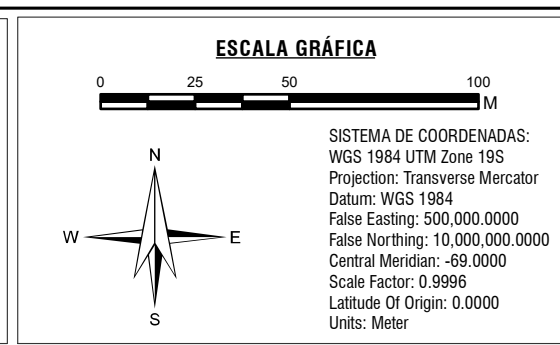 ESCALA GRÁFICA
0 25 50 100
M
SISTEMA DE COORDENADAS:
WGS 1984 UTM Zone 19S
Projection: Transverse Mercator
Datum: WGS 1984
False Easting: 500,000.0000
False Northing: 10,000,000.0000
Central Meridian: -69.0000
Scale Factor: 0.9996
Latitude Of Origin: 0.0000
Units: Meter
N
W E
S